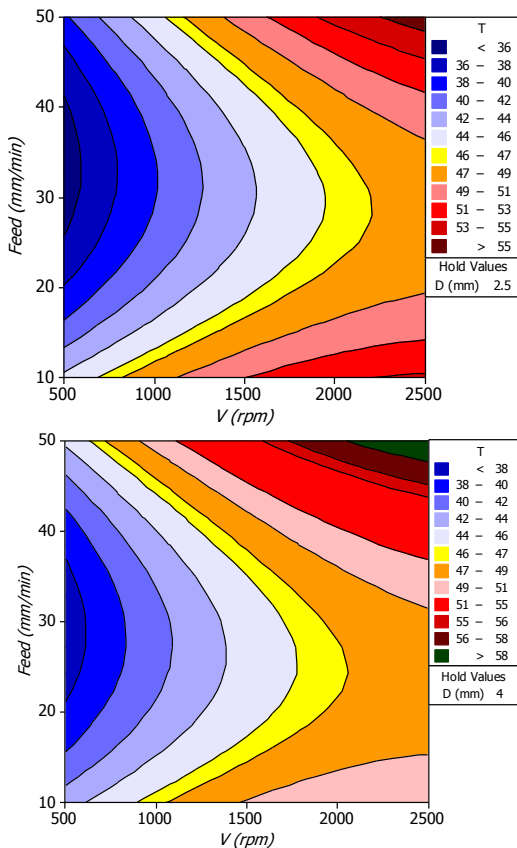 50
40
30
20
10
Feed (mm/min)
500
1000
1500
2000
2500
V (rpm)
T
< 36
36 – 38
38 – 40
40 – 42
42 – 44
44 – 46
46 – 47
47 – 49
49 – 51
51 – 53
53 – 55
> 55
Hold Values
D (mm) 2.5
50
40
30
20
10
Feed (mm/min)
500
1000
1500
2000
2500
V (rpm)
T
< 38
38 – 40
40 – 42
42 – 44
44 – 46
46 – 47
47 – 49
49 – 51
51 – 55
55 – 56
56 – 58
> 58
Hold Values
D (mm) 4